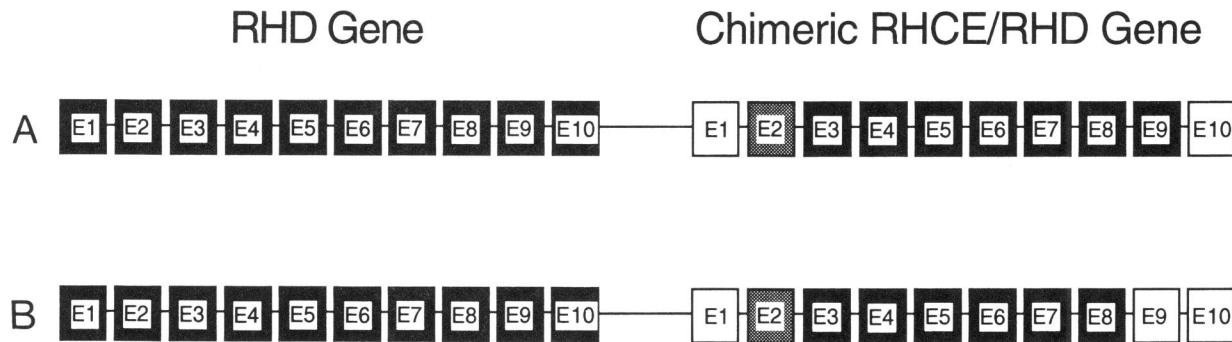 RHD Gene Chimeric RHCE/RHD Gene
A E1 E2 E3 E4 E5 E6 E7 E8 E9 E10 E1 E2 E3 E4 E5 E6 E7 E8 E9 E10
B E1 E2 E3 E4 E5 E6 E7 E8 E9 E10 E1 E2 E3 E4 E5 E6 E7 E8 E9 E10